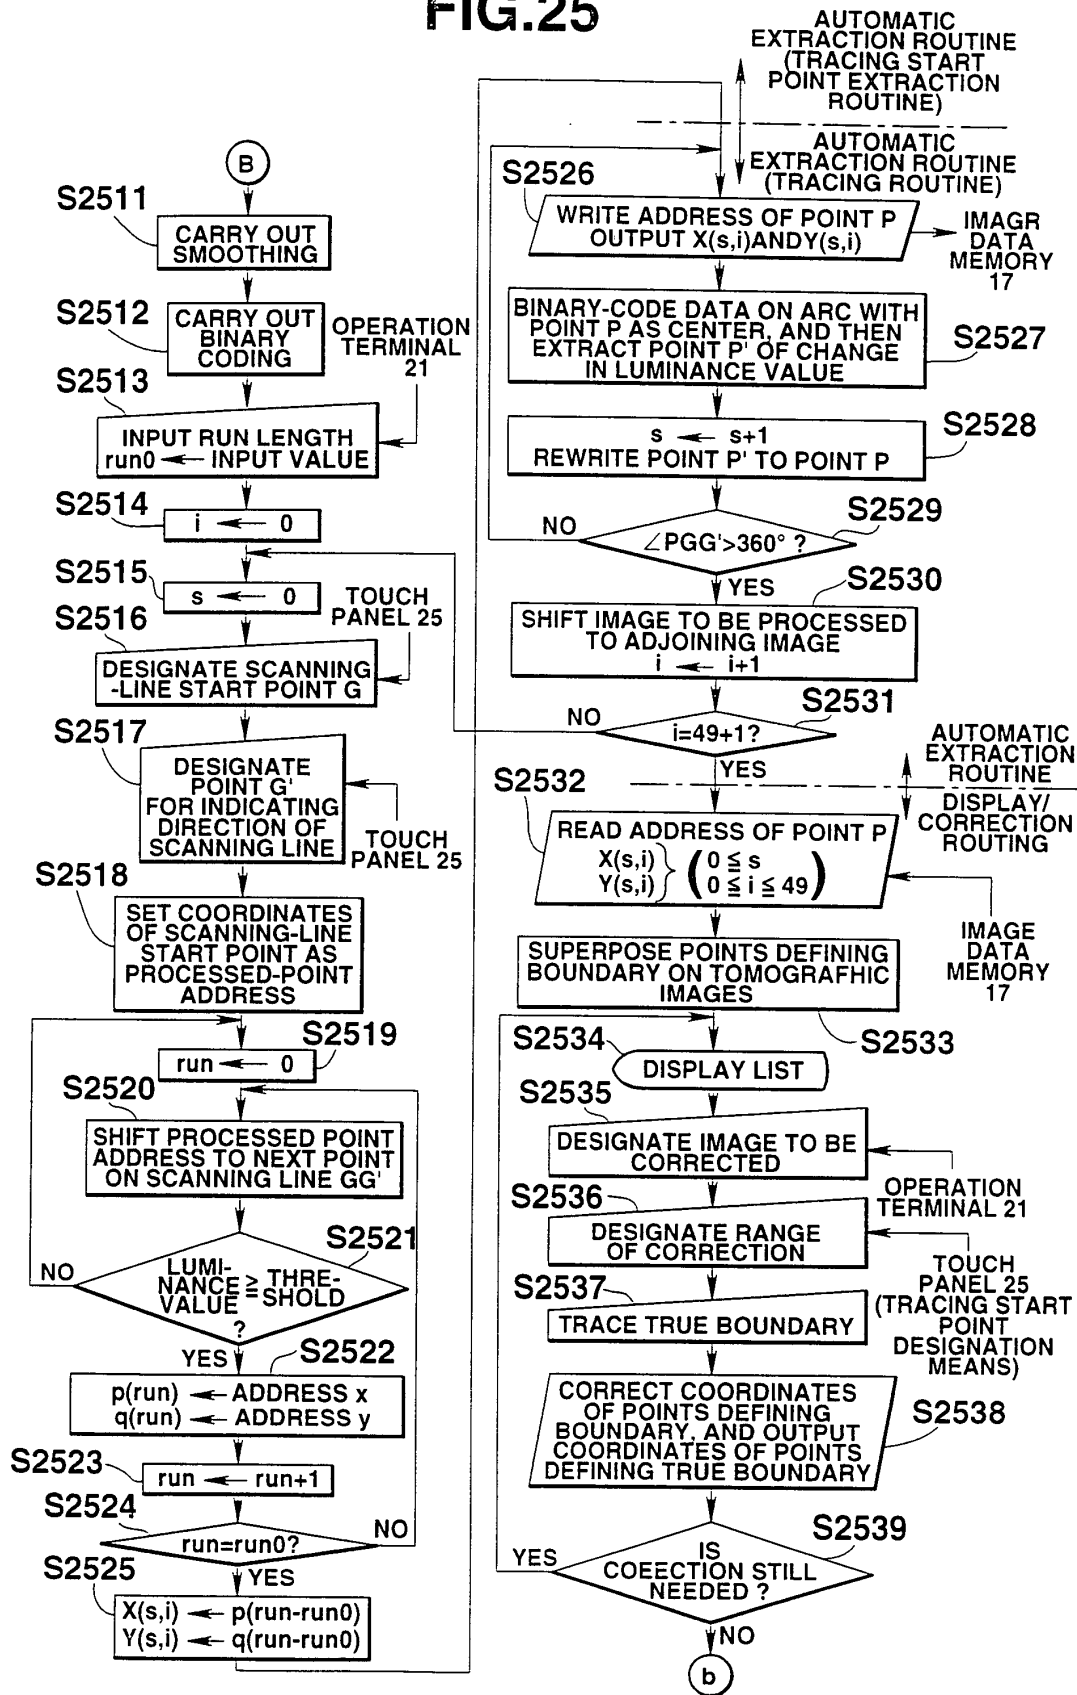 FIG.25
B
S2511
CARRY OUT
SMOOTHING
S2512
CARRY OUT
BINARY
CODING
OPERATION
TERMINAL
21
S2513
INPUT RUN LENGTH
run0 ← INPUT VALUE
S2514
i ← 0
S2515
s ← 0
S2516
TOUCH
PANEL 25
DESIGNATE SCANNING
-LINE START POINT G
S2517
DESIGNATE
POINT G'
FOR INDICATING
DIRECTION OF
SCANNING LINE
TOUCH
PANEL 25
S2518
SET COORDINATES
OF SCANNING-LINE
START POINT AS
PROCESSED-POINT
ADDRESS
S2519
run ← 0
S2520
SHIFT PROCESSED POINT
ADDRESS TO NEXT POINT
ON SCANNING LINE GG'
S2521
NO
LUMI-
NANCE ≧ THRE-
VALUE SHOLD
?
YES
S2522
p(run) ← ADDRESS x
q(run) ← ADDRESS y
S2523
run ← run+1
S2524
run=run0?
NO
YES
S2525
X(s,i) ← p(run-run0)
Y(s,i) ← q(run-run0)
AUTOMATIC
EXTRACTION ROUTINE
(TRACING START
POINT EXTRACTION
ROUTINE)
AUTOMATIC
EXTRACTION ROUTINE
(TRACING ROUTINE)
S2526
WRITE ADDRESS OF POINT P
OUTPUT X(s,i)ANDY(s,i)
IMAGR
DATA
MEMORY
17
BINARY-CODE DATA ON ARC WITH
POINT P AS CENTER, AND THEN
EXTRACT POINT P' OF CHANGE
IN LUMINANCE VALUE
S2527
s ← s+1
REWRITE POINT P' TO POINT P
S2528
S2529
NO
∠PGG'>360° ?
YES
S2530
SHIFT IMAGE TO BE PROCESSED
TO ADJOINING IMAGE
i ← i+1
S2531
NO
i=49+1?
YES
AUTOMATIC
EXTRACTION
ROUTINE
DISPLAY/
CORRECTION
ROUTING
S2532
READ ADDRESS OF POINT P
X(s,i) } ( 0 ≦ s
Y(s,i) } 0 ≦ i ≦ 49 )
IMAGE
DATA
MEMORY
17
SUPERPOSE POINTS DEFINING
BOUNDARY ON TOMOGRAFHIC
IMAGES
S2533
S2534
DISPLAY LIST
S2535
DESIGNATE IMAGE TO BE
CORRECTED
OPERATION
TERMINAL 21
S2536
DESIGNATE RANGE
OF CORRECTION
TOUCH
PANEL 25
(TRACING START
POINT
DESIGNATION
MEANS)
S2537
TRACE TRUE BOUNDARY
CORRECT COORDINATES
OF POINTS DEFINING
BOUNDARY, AND OUTPUT
COORDINATES OF POINTS
DEFINING TRUE BOUNDARY
S2538
S2539
YES
IS
COEECTION STILL
NEEDED ?
NO
b